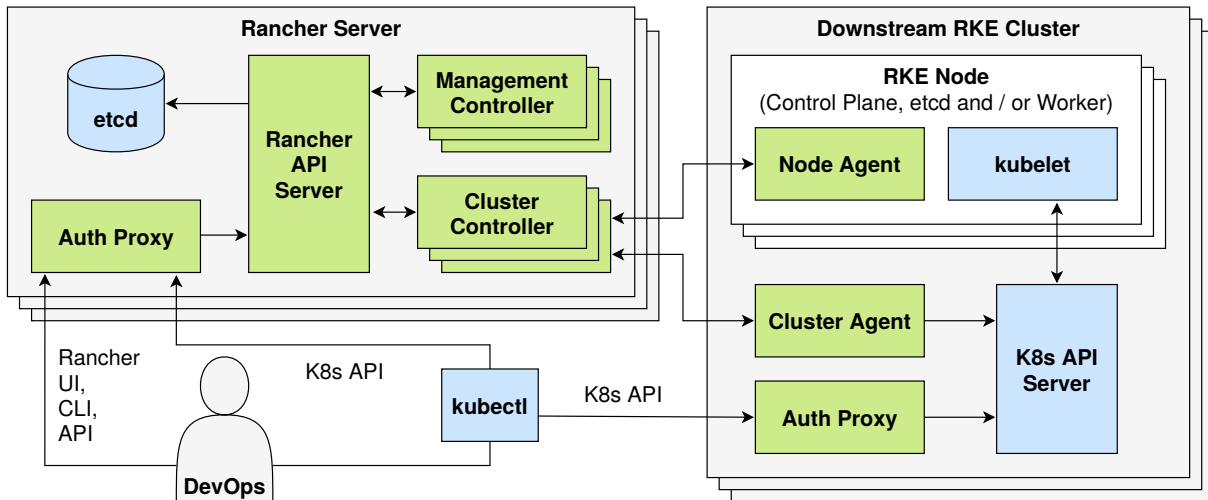 Rancher Server
etcd
Rancher
API
Server
Management
Controller
Cluster
Controller
Auth Proxy
Rancher
UI,
CLI,
API
K8s API
kubectl
K8s API
DevOps
Downstream RKE Cluster
RKE Node
(Control Plane, etcd and / or Worker)
Node Agent
kubelet
Cluster Agent
K8s API
Server
Auth Proxy